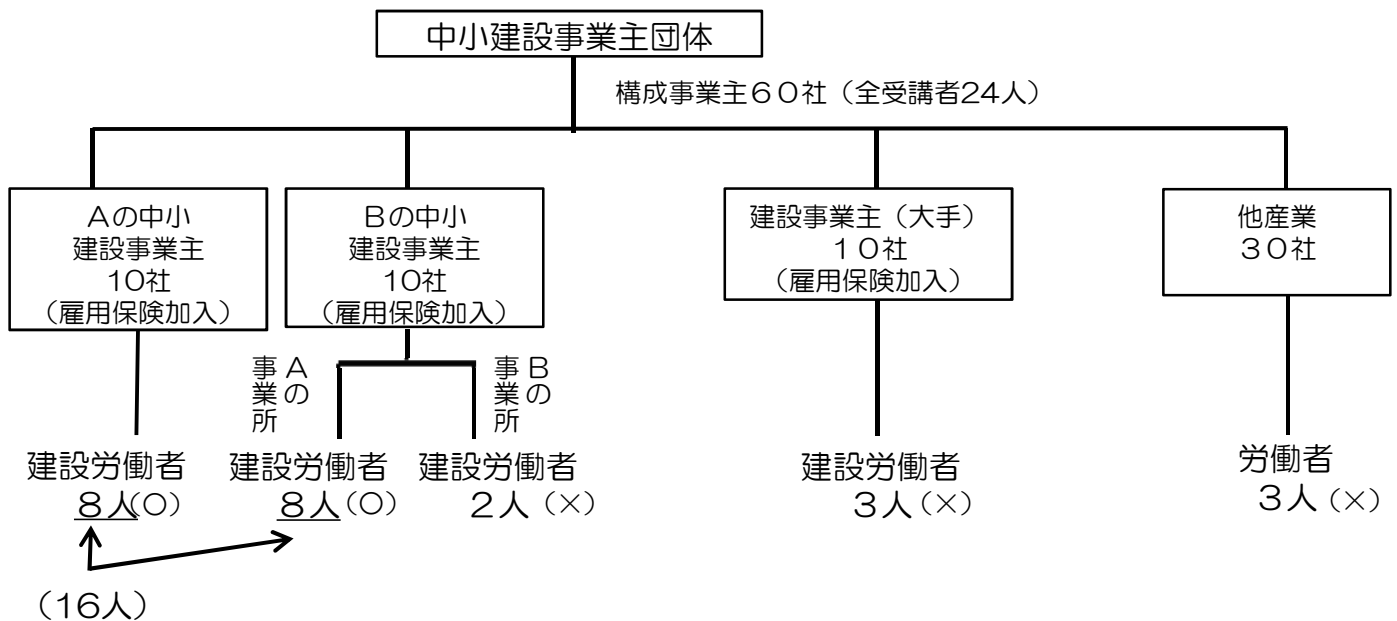 中小建設事業主団体
構成事業主６０社（全受講者24人）
Ａの中小
建設事業主
10社
（雇用保険加入）
Ｂの中小
建設事業主
10社
（雇用保険加入）
建設事業主（大手）
１０社
（雇用保険加入）
他産業
３０社
Ａの
事業所
Ｂの
事業所
建設労働者
８人(○)
建設労働者
８人(○)
建設労働者
２人（×）
建設労働者
３人（×）
労働者
３人（×）
（16人）